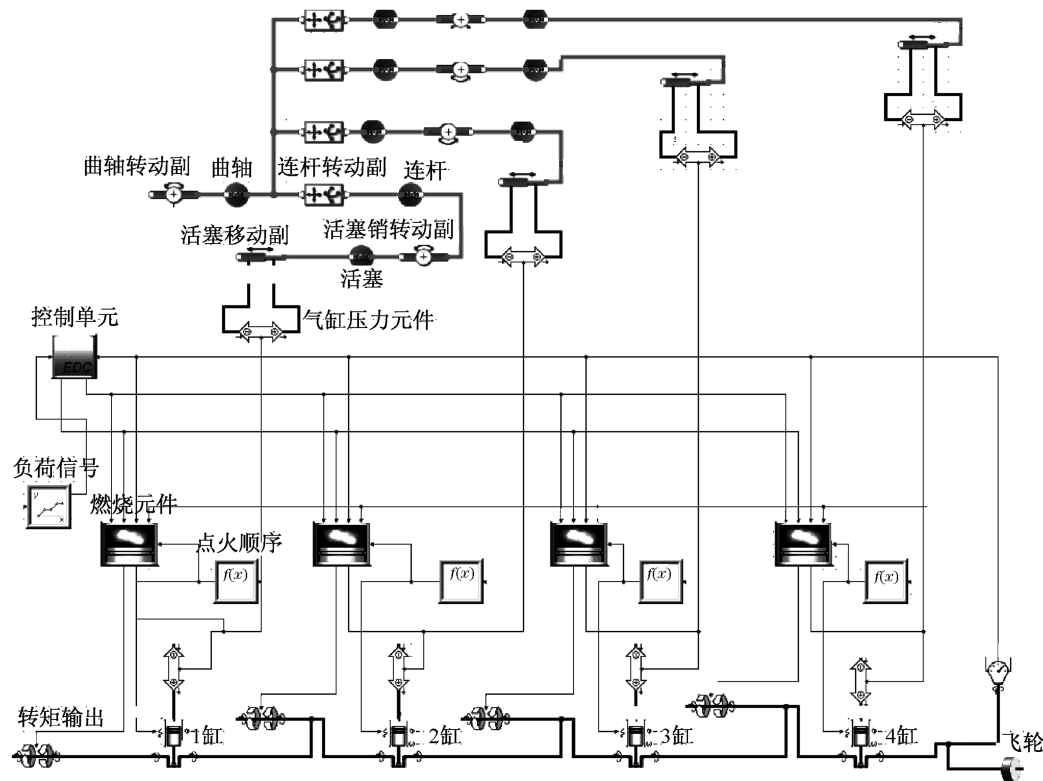 曲轴转动副 曲轴 连杆转动副 连杆
活塞移动副 活塞销转动副
活塞
控制单元 气缸压力元件
EDC
负荷信号
y
x
燃烧元件
点火顺序
f(x) f(x) f(x) f(x)
转矩输出 1缸 2缸 3缸 4缸 飞轮